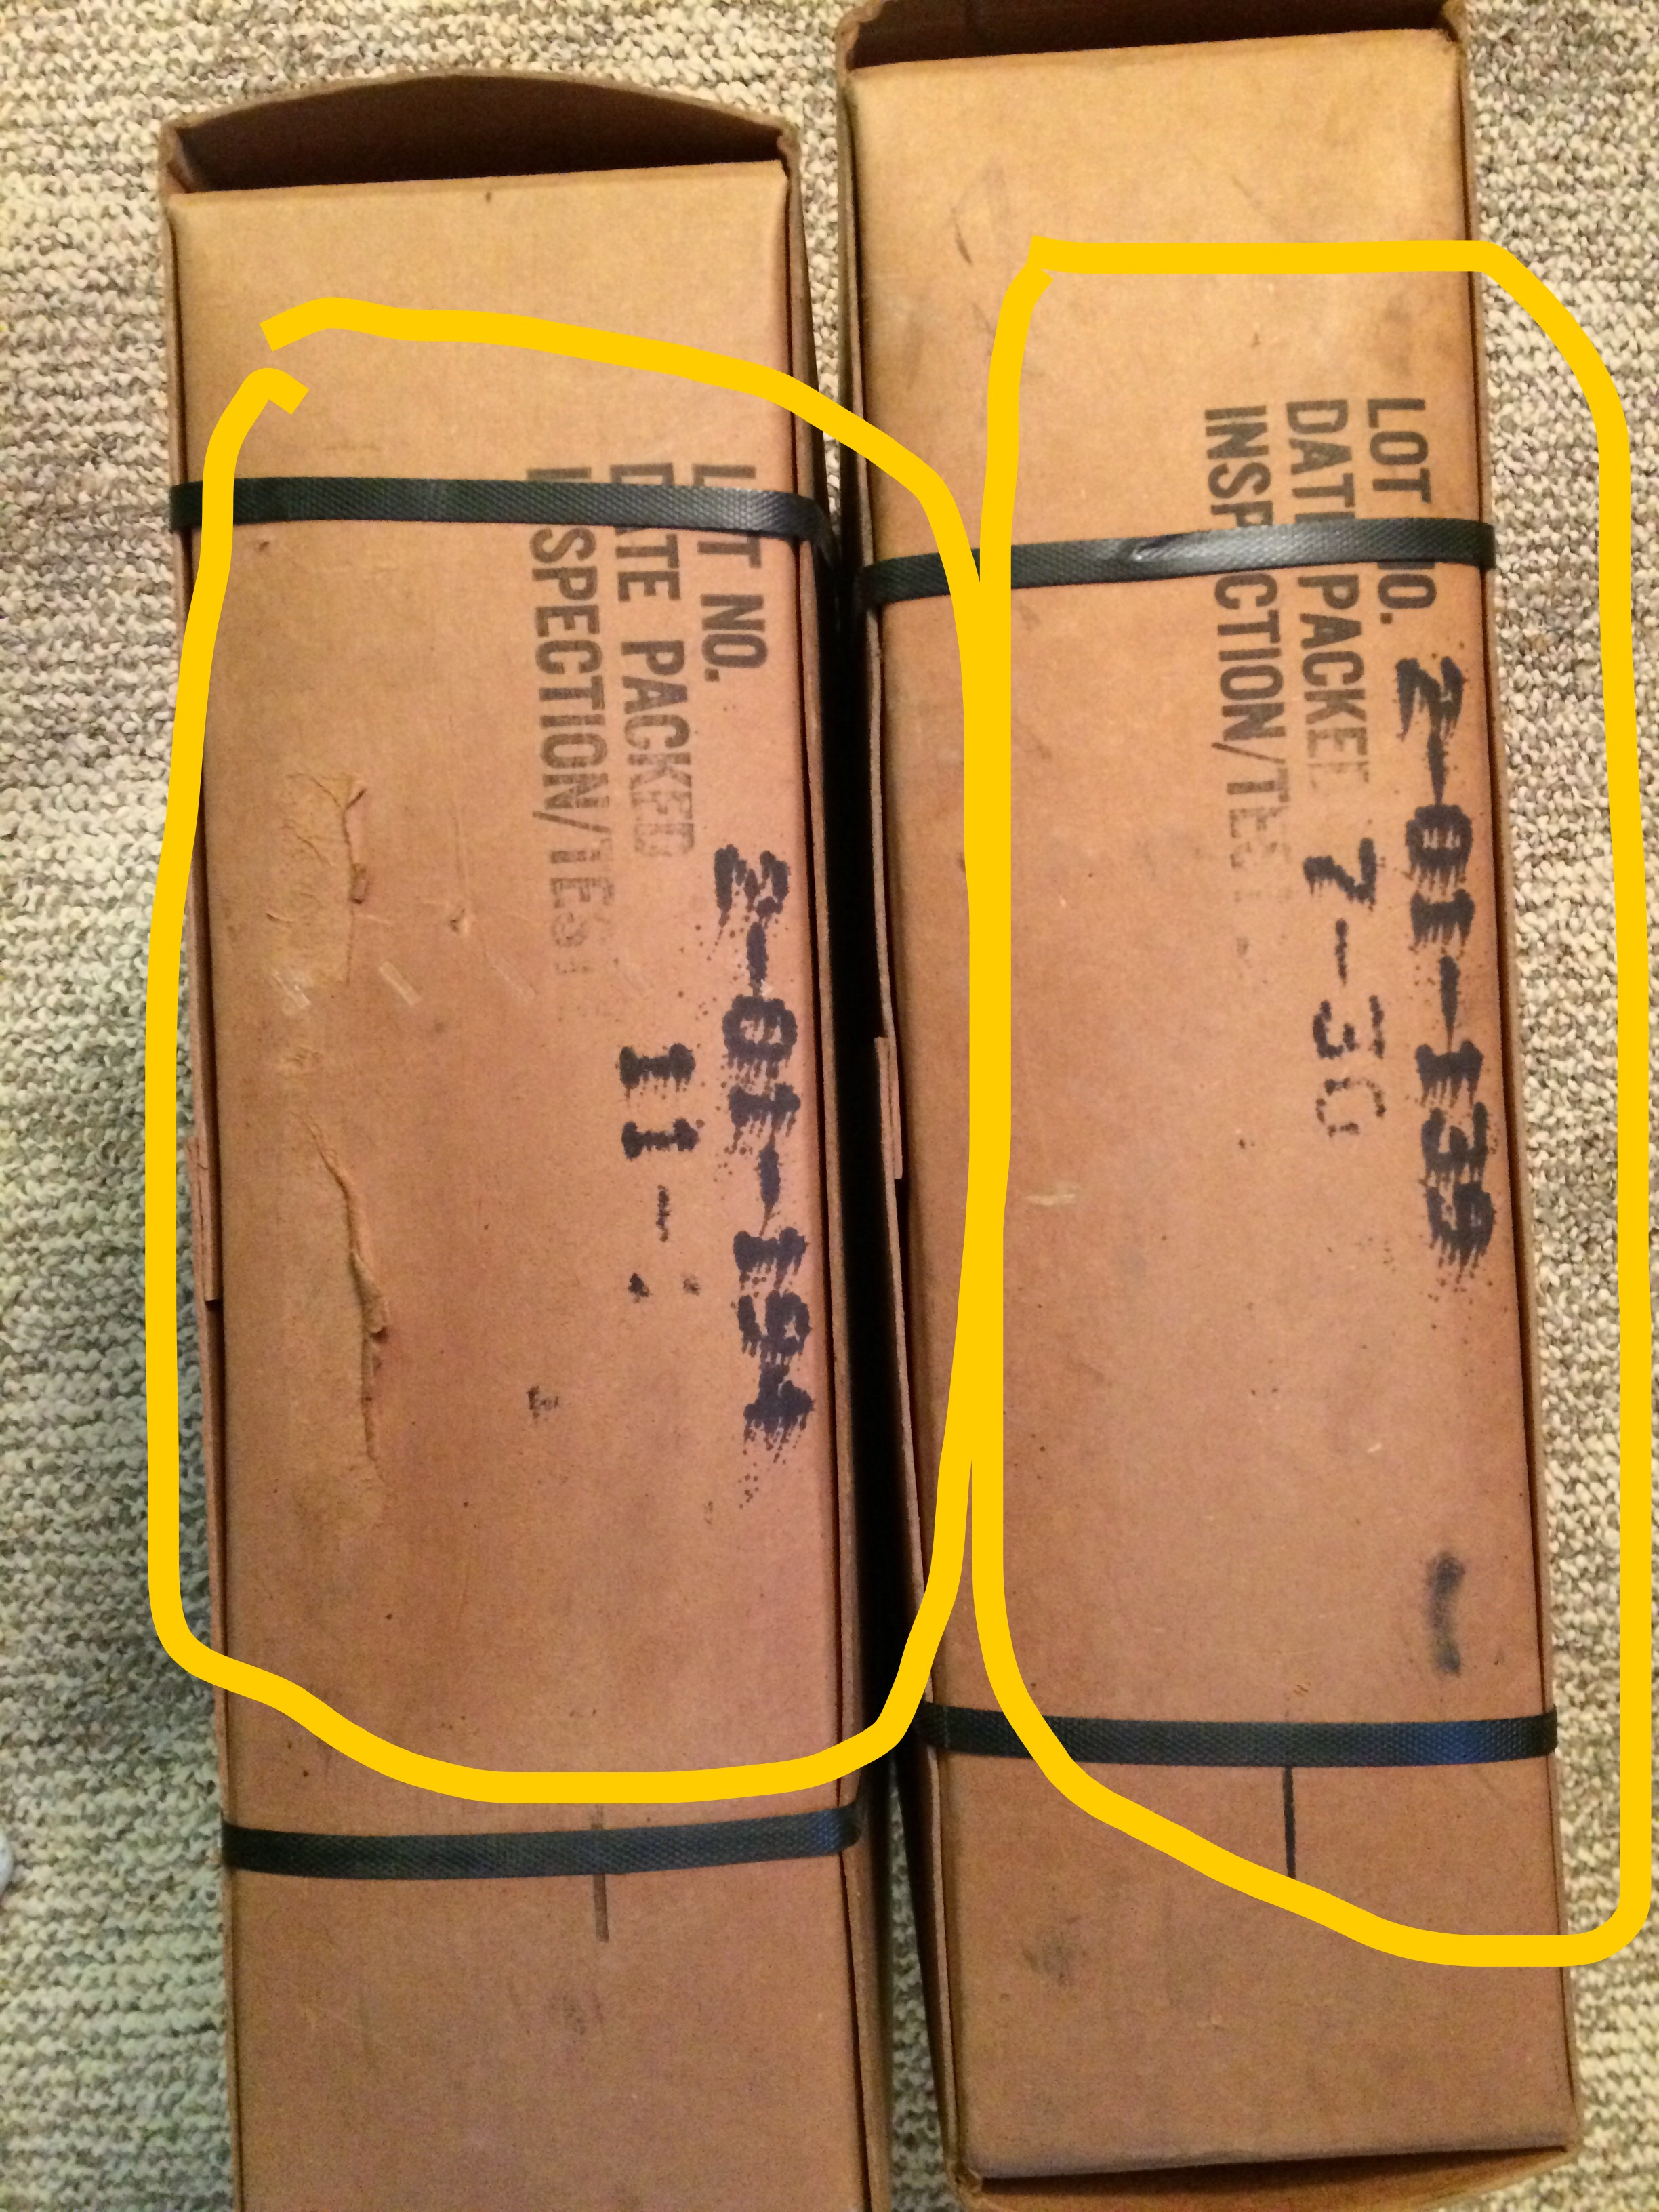 LOT NO. 2-01-194
DATE PACKED 11-
INSPECTION/TEST
LOT NO. 2-01-139
DATE PACKED 7-30
INSPECTION/TEST